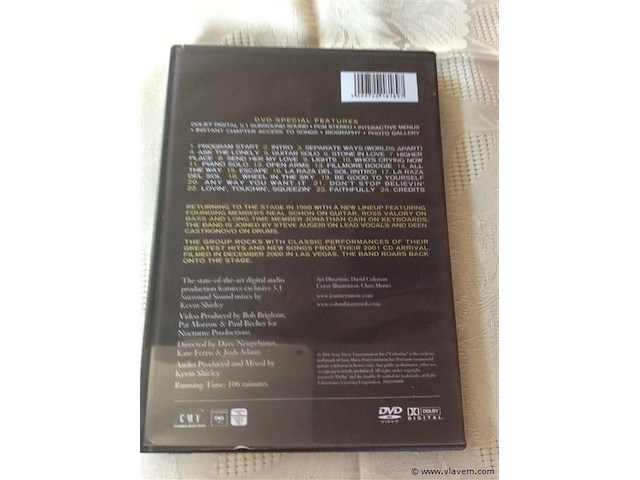 DVD SPECIAL FEATURES
DOLBY DIGITAL 5.1 SURROUND SOUND • PCM STEREO • INTERACTIVE MENUS
• INSTANT CHAPTER ACCESS TO SONGS • BIOGRAPHY • PHOTO GALLERY
1. PROGRAM START 2. INTRO 3. SEPARATE WAYS (WORLDS APART)
4. ASK THE LONELY 5. GUITAR SOLO 6. STONE IN LOVE 7. HIGHER
PLACE 8. SEND HER MY LOVE 9. LIGHTS 10. WHO'S CRYING NOW
11. PIANO SOLO 12. OPEN ARMS 13. FILLMORE BOOGIE 14. ALL
THE WAY 15. ESCAPE 16. LA RAZA DEL SOL (INTRO) 17. LA RAZA
DEL SOL 18. WHEEL IN THE SKY 19. BE GOOD TO YOURSELF
20. ANY WAY YOU WANT IT 21. DON'T STOP BELIEVIN'
22. LOVIN', TOUCHIN', SQUEEZIN' 23. FAITHFULLY 24. CREDITS
RETURNING TO THE STAGE IN 1998 WITH A NEW LINEUP FEATURING
FOUNDING MEMBERS NEAL SCHON ON GUITAR, ROSS VALORY ON
BASS AND LONG TIME MEMBER JONATHAN CAIN ON KEYBOARDS,
THE BAND IS JOINED BY STEVE AUGERI ON LEAD VOCALS AND DEEN
CASTRONOVO ON DRUMS.
THE GROUP ROCKS WITH CLASSIC PERFORMANCES OF THEIR
GREATEST HITS AND NEW SONGS FROM THEIR 2001 CD ARRIVAL.
FILMED IN DECEMBER 2000 IN LAS VEGAS, THE BAND ROARS BACK
ONTO THE STAGE.
The state-of-the-art digital audio
production features exclusive 5.1
Surround Sound mixes by
Kevin Shirley
Video Produced by Bob Brigham,
Pat Morrow & Paul Becher for
Nocturne Productions.
Directed by Dave Neugebauer,
Kate Ferris & Josh Adams
Audio Produced and Mixed by
Kevin Shirley
Running Time: 106 minutes
Art Direction: David Coleman
Cover Illustration: Chris Moore
www.journeymusic.com
www.columbiarecords.com
CMV
DVD
VIDEO
DOLBY
DIGITAL
© www.vlavem.com